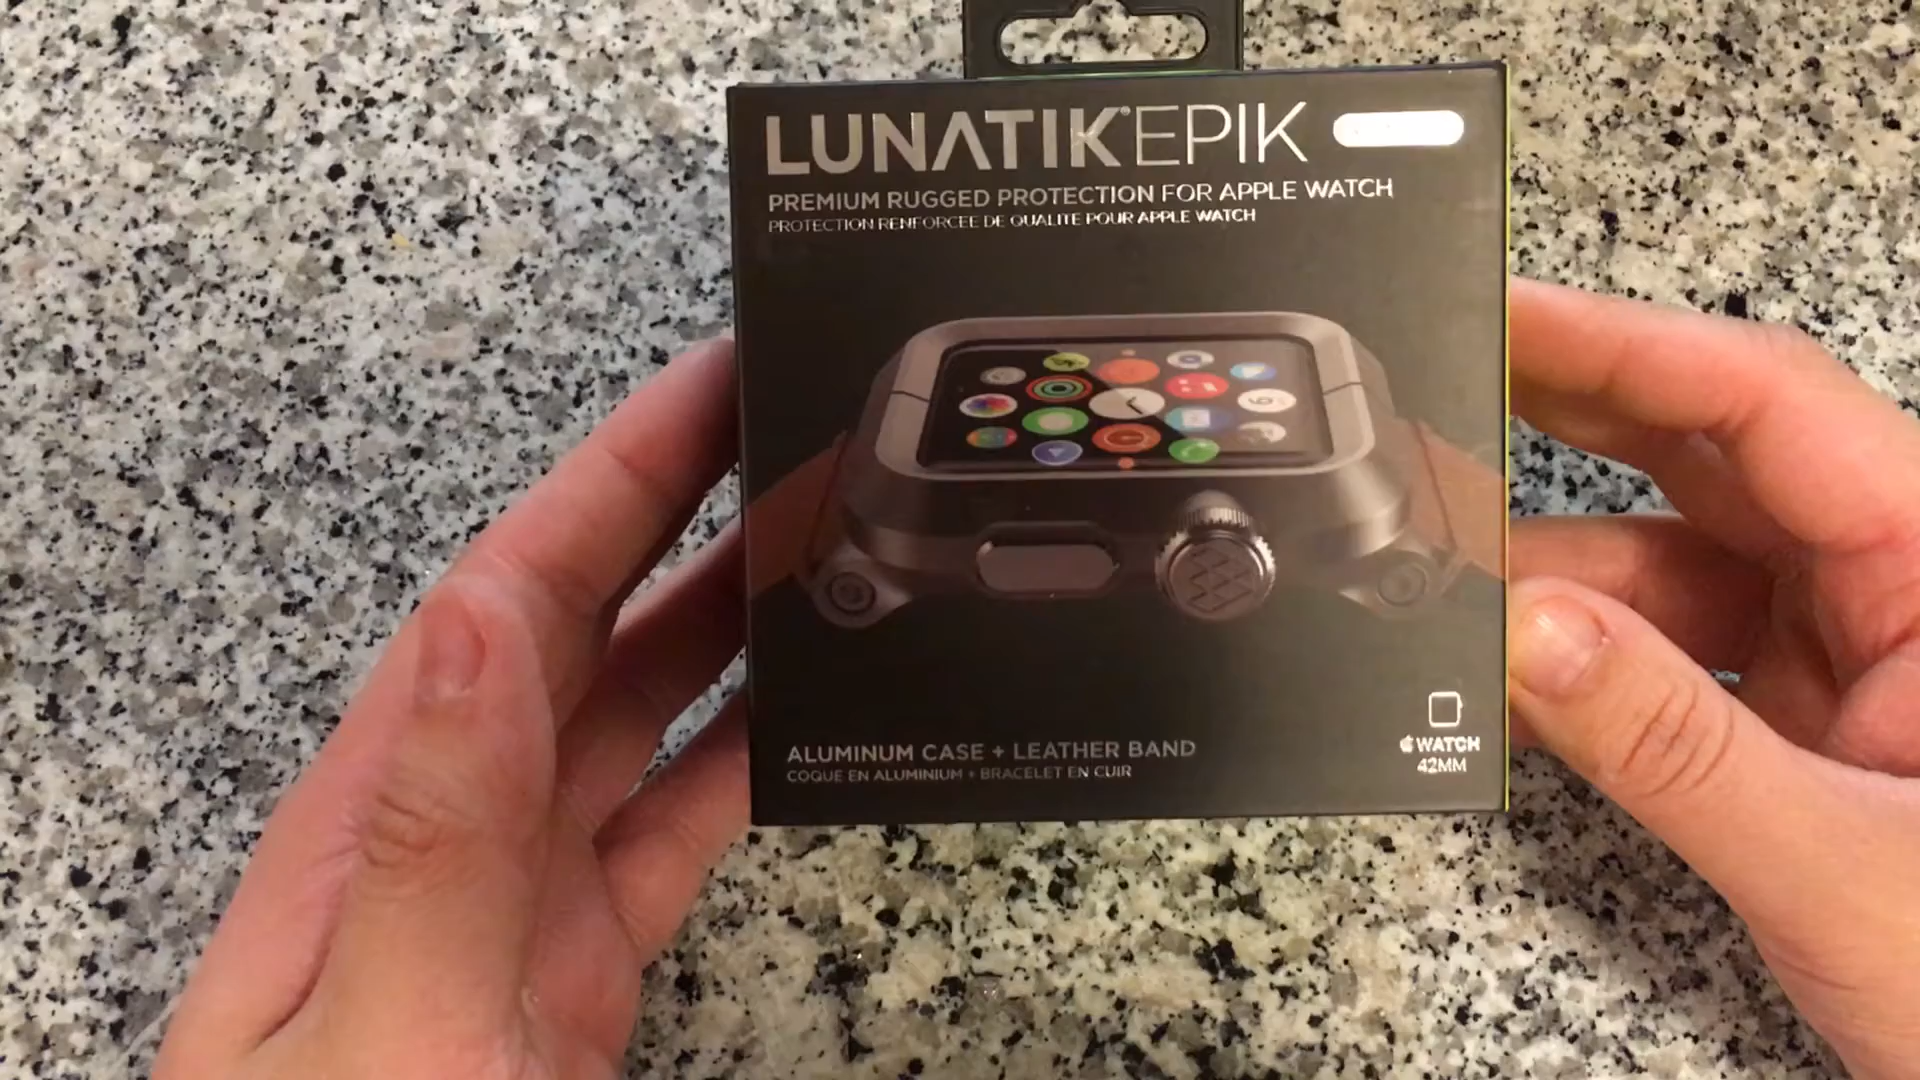 LUNATIK® EPIK
PREMIUM RUGGED PROTECTION FOR APPLE WATCH
PROTECTION RENFORCEE DE QUALITE POUR APPLE WATCH
ALUMINUM CASE + LEATHER BAND
COQUE EN ALUMINIUM + BRACELET EN CUIR
WATCH
42MM